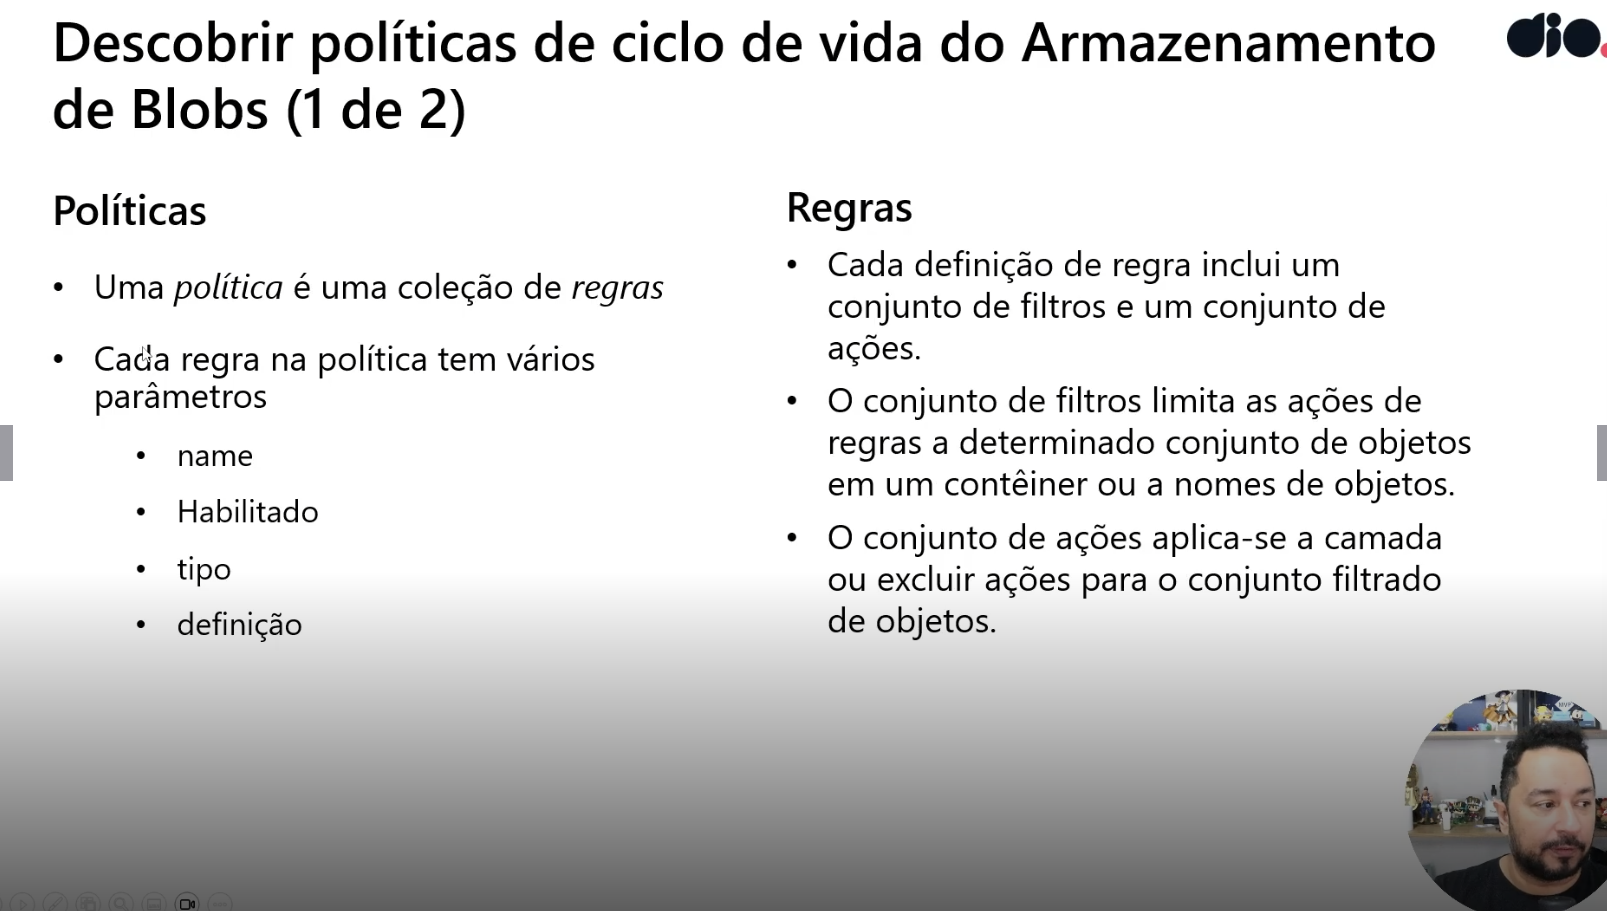 Descobrir políticas de ciclo de vida do Armazenamento
de Blobs (1 de 2)
dio.
Políticas
• Uma política é uma coleção de regras
• Cada regra na política tem vários
parâmetros
• name
• Habilitado
• tipo
• definição
Regras
• Cada definição de regra inclui um
conjunto de filtros e um conjunto de
ações.
• O conjunto de filtros limita as ações de
regras a determinado conjunto de objetos
em um contêiner ou a nomes de objetos.
• O conjunto de ações aplica-se a camada
ou excluir ações para o conjunto filtrado
de objetos.